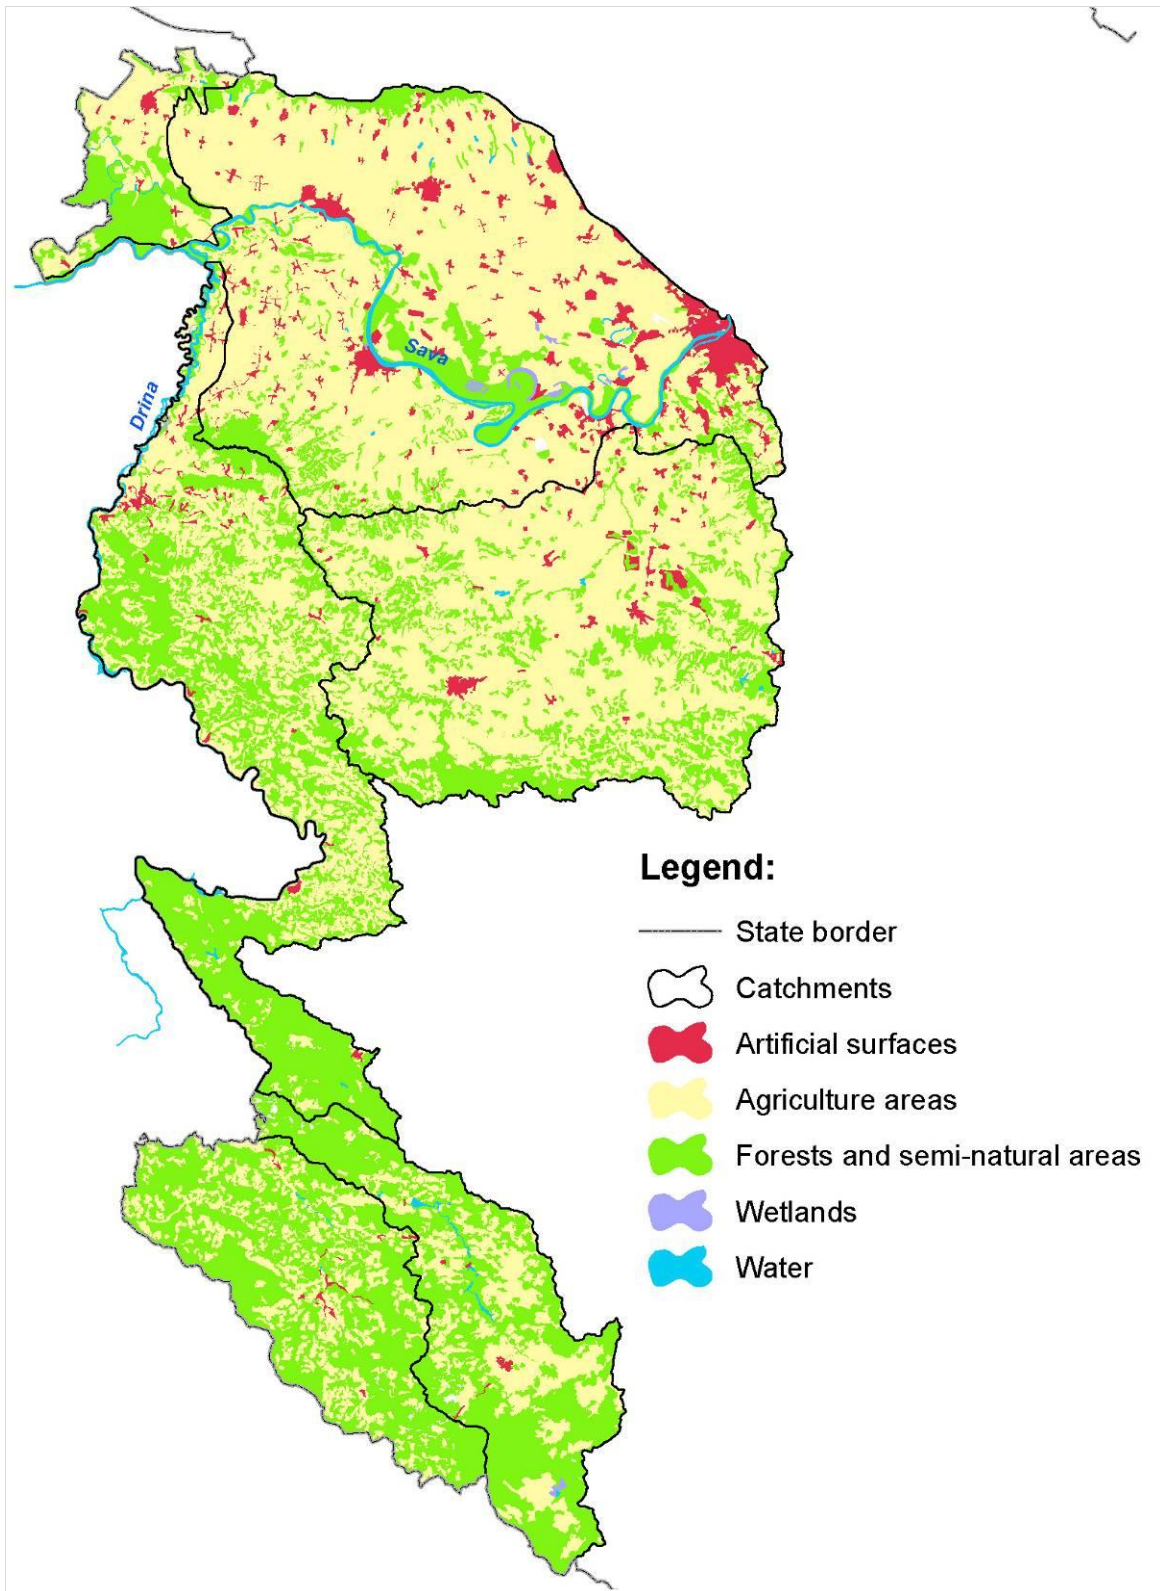 Sava
Drina
Legend:
State border
Catchments
Artificial surfaces
Agriculture areas
Forests and semi-natural areas
Wetlands
Water